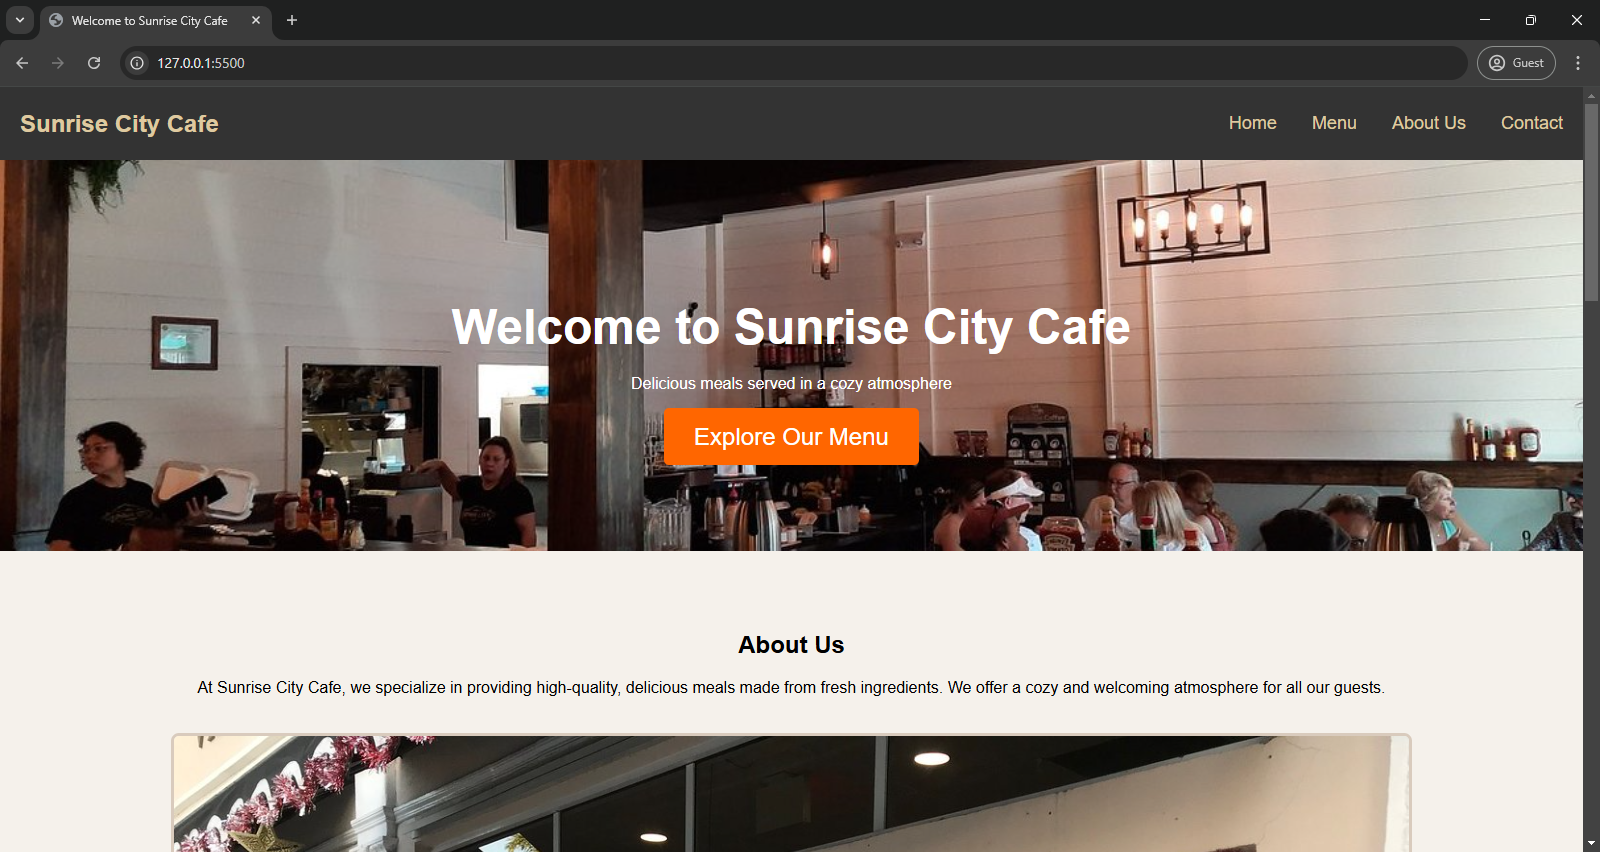 Welcome to Sunrise City Cafe
127.0.0.1:5500
Guest
Sunrise City Cafe
Home Menu About Us Contact
Welcome to Sunrise City Cafe
Delicious meals served in a cozy atmosphere
Explore Our Menu
About Us
At Sunrise City Cafe, we specialize in providing high-quality, delicious meals made from fresh ingredients. We offer a cozy and welcoming atmosphere for all our guests.